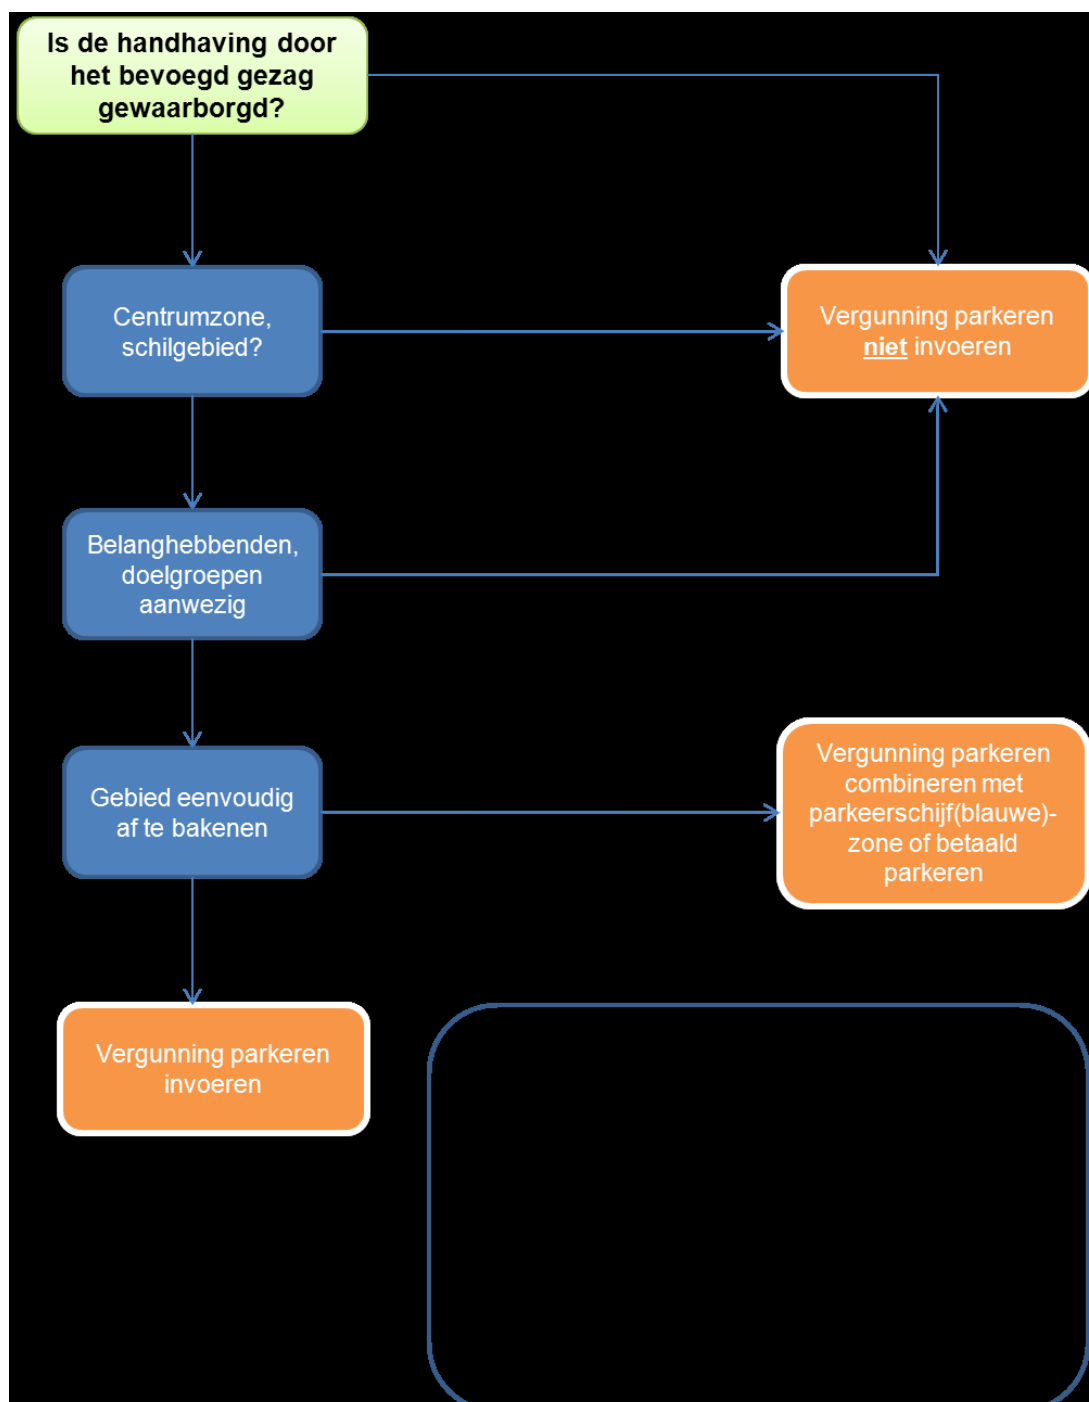 Is de handhaving door
het bevoegd gezag
gewaarborgd?
Centrumzone,
schilgebied?
Vergunning parkeren
niet invoeren
Belanghebbenden,
doelgroepen
aanwezig
Gebied eenvoudig
af te bakenen
Vergunning parkeren
combineren met
parkeerschijf(blauwe)-
zone of betaald
parkeren
Vergunning parkeren
invoeren